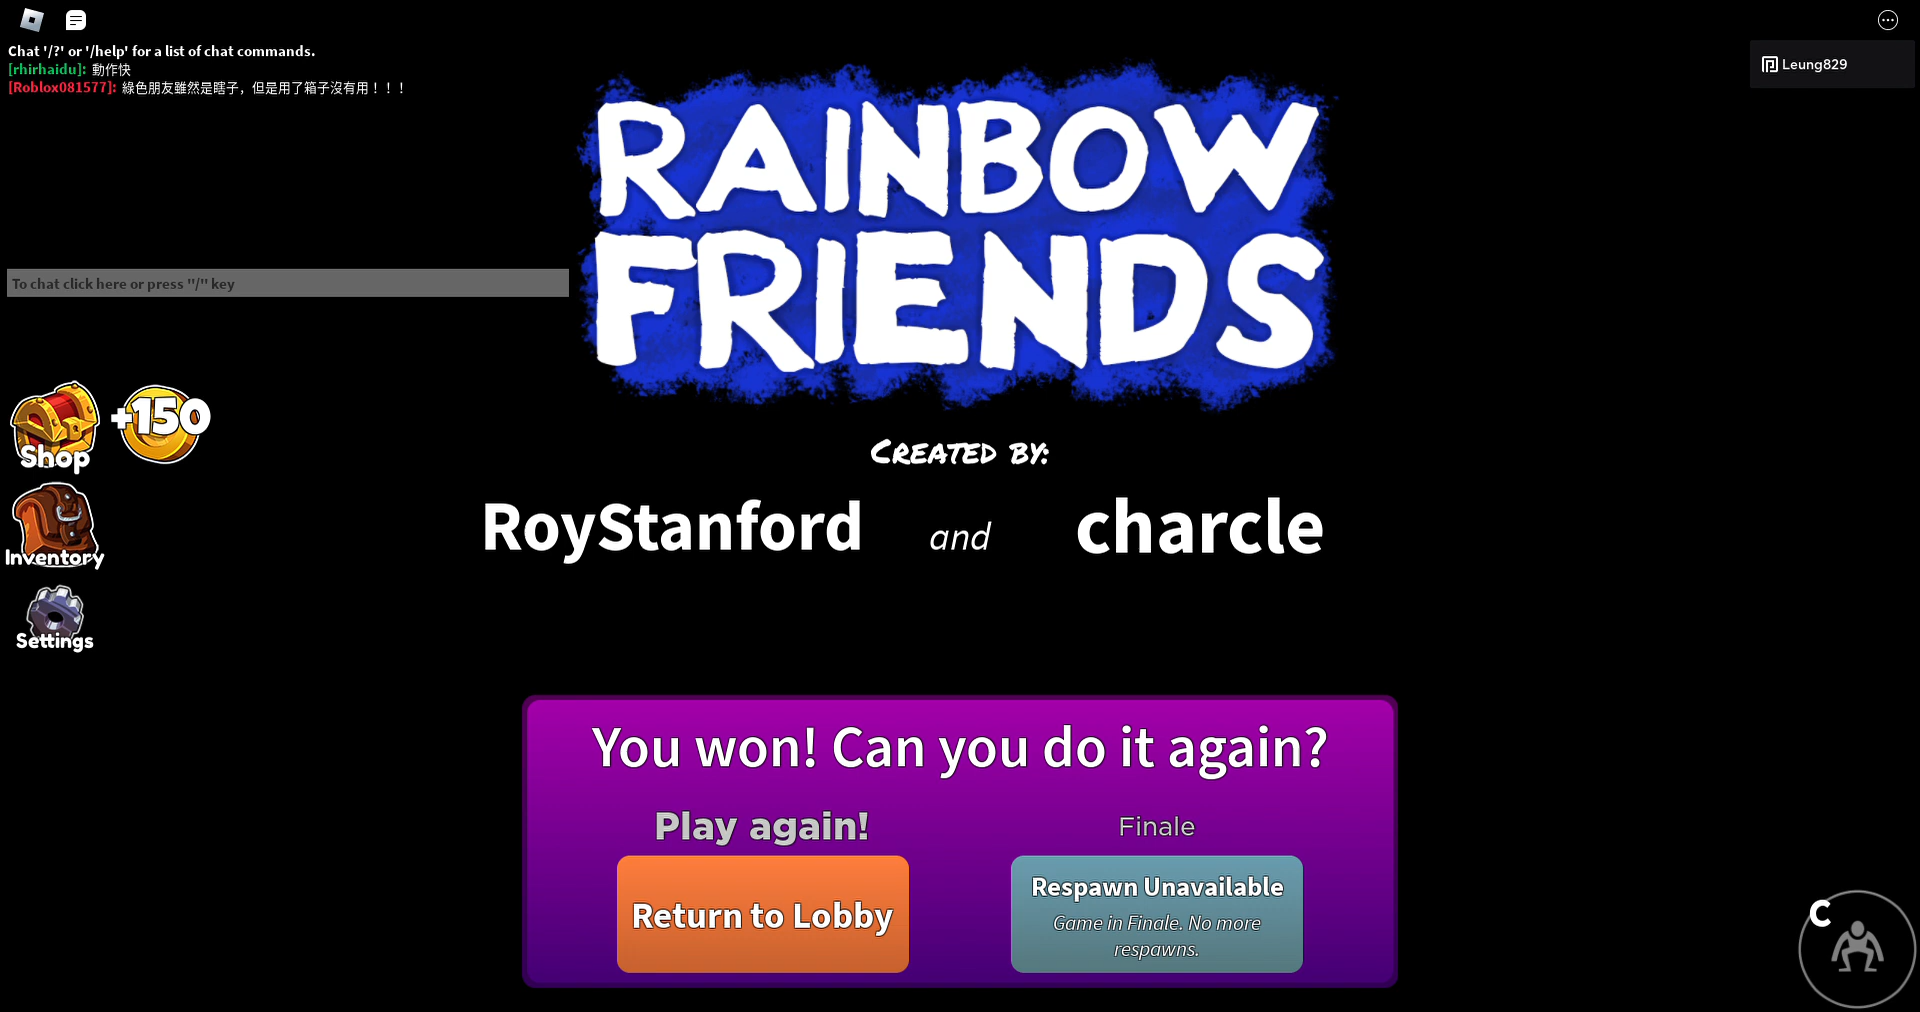 Chat '/?' or '/help' for a list of chat commands.
[rhirhaidu]: 動作快
[Roblox081577]: 綠色朋友雖然是瞎子，但是用了箱子沒有用！！！
Leung829
RAINBOW
FRIENDS
To chat click here or press "/" key
+150
Shop
Inventory
Settings
CREATED BY:
RoyStanford and charcle
You won! Can you do it again?
Play again!
Finale
Return to Lobby
Respawn Unavailable
Game in Finale. No more
respawns.
C